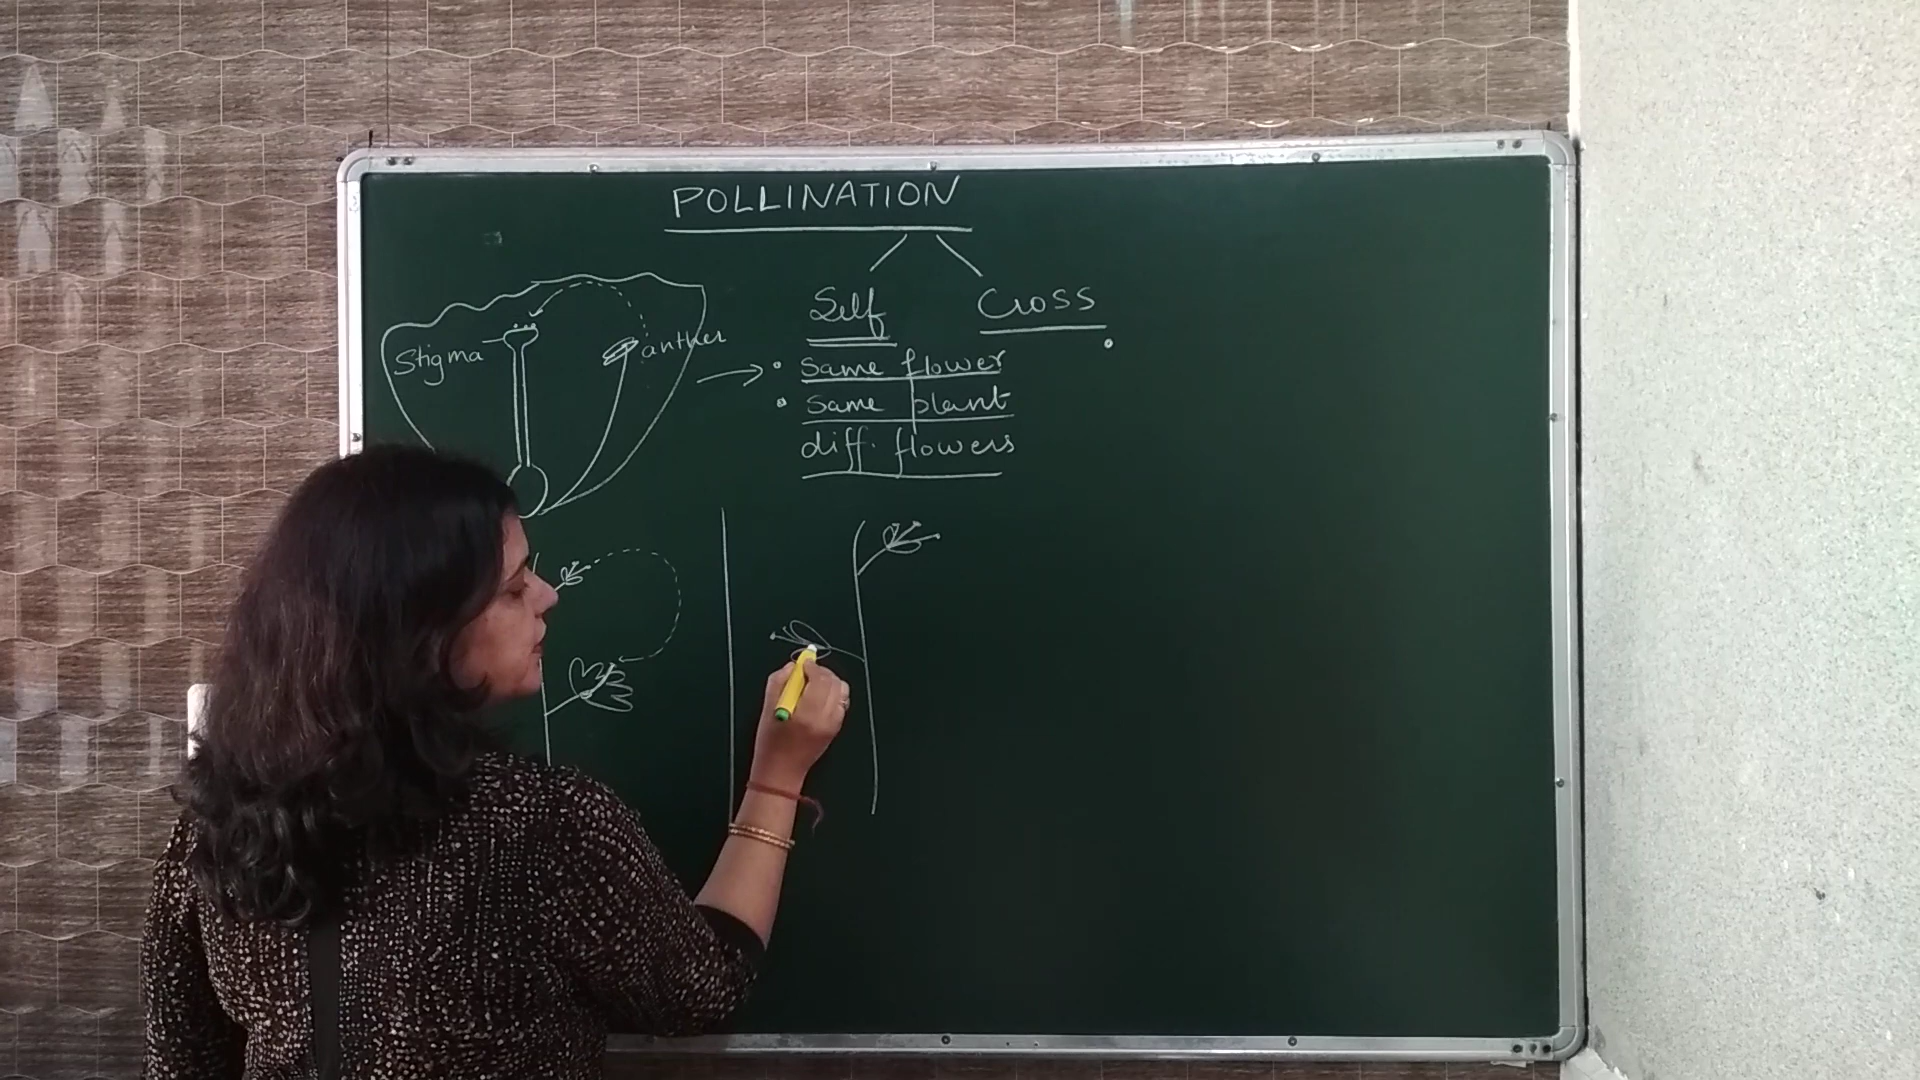 POLLINATION
Self
Cross
Stigma
anther
• Same flower
• Same plant
diff. flowers